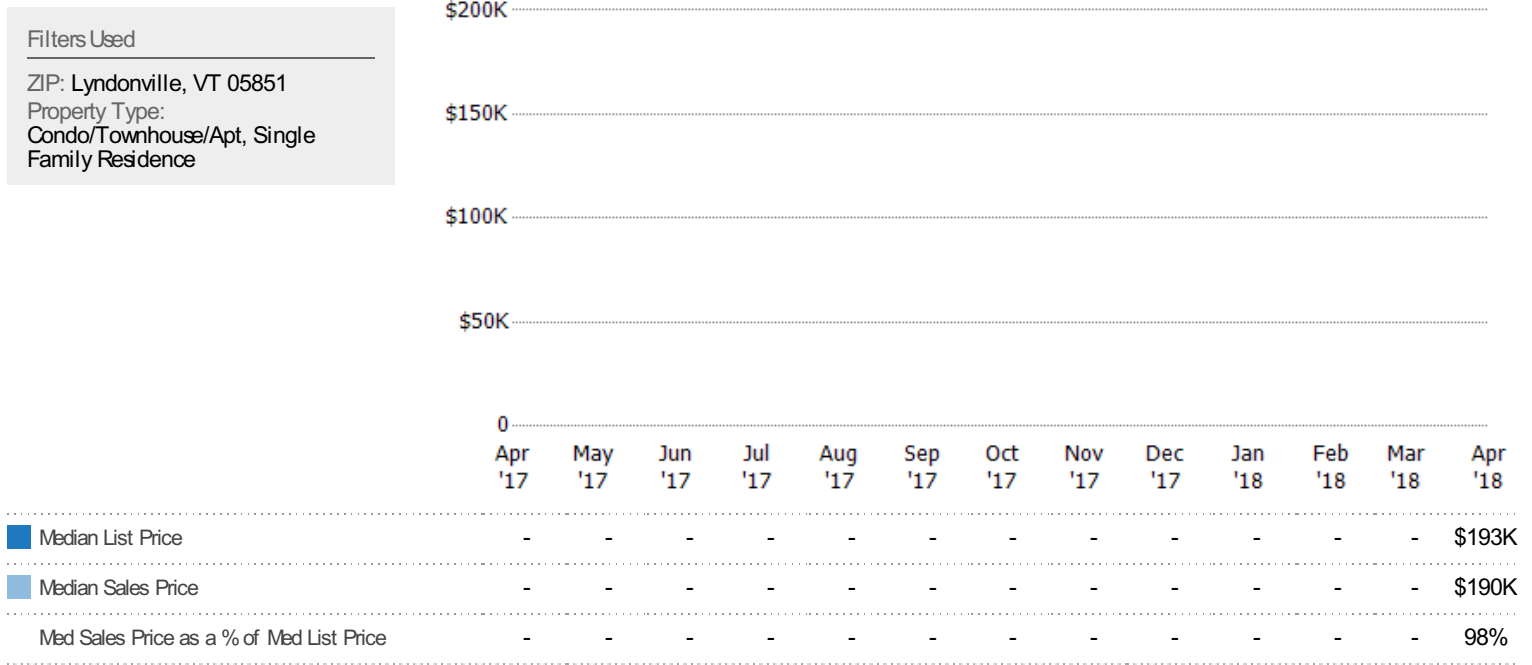 Filters Used
ZIP: Lyndonville, VT 05851
Property Type:
Condo/Townhouse/Apt, Single
Family Residence
$200K
$150K
$100K
$50K
0
Apr May Jun Jul Aug Sep Oct Nov Dec Jan Feb Mar Apr
'17 '17 '17 '17 '17 '17 '17 '17 '17 '18 '18 '18 '18
Median List Price - - - - - - - - - - - - $193K
Median Sales Price - - - - - - - - - - - - $190K
Med Sales Price as a % of Med List Price - - - - - - - - - - - - 98%